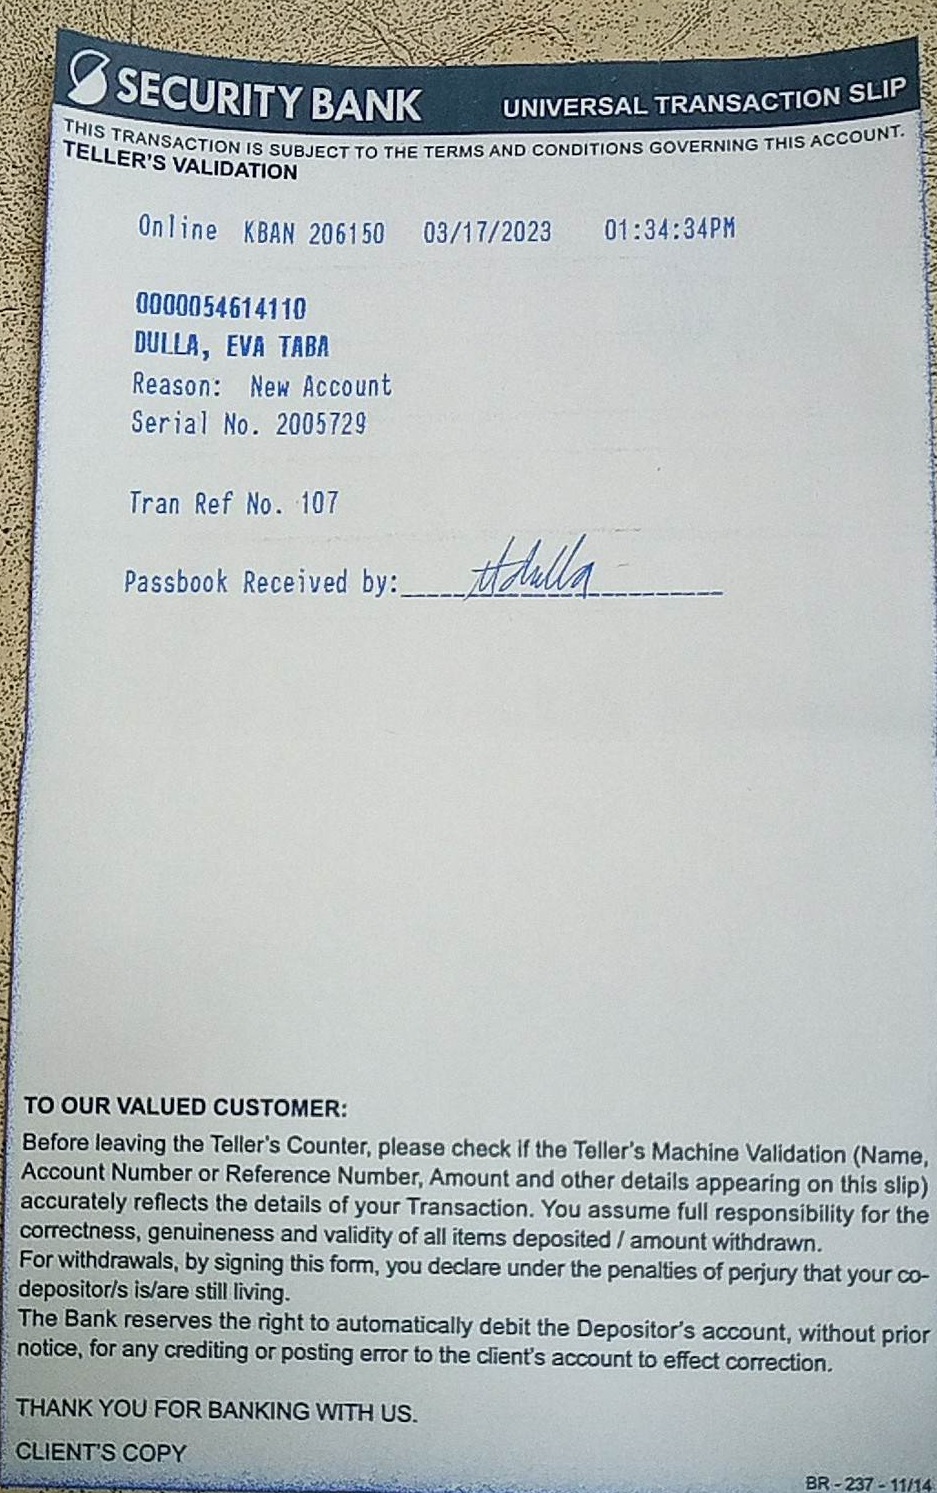 SECURITY BANK
UNIVERSAL TRANSACTION SLIP
THIS TRANSACTION IS SUBJECT TO THE TERMS AND CONDITIONS GOVERNING THIS ACCOUNT.
TELLER'S VALIDATION
Online KBAN 206150 03/17/2023 01:34:34PM
0000054614110
DULLA, EVA TABA
Reason: New Account
Serial No. 2005729
Tran Ref No. 107
Passbook Received by:
TO OUR VALUED CUSTOMER:
Before leaving the Teller's Counter, please check if the Teller's Machine Validation (Name,
Account Number or Reference Number, Amount and other details appearing on this slip)
accurately reflects the details of your Transaction. You assume full responsibility for the
correctness, genuineness and validity of all items deposited / amount withdrawn.
For withdrawals, by signing this form, you declare under the penalties of perjury that your co-
depositor/s is/are still living.
The Bank reserves the right to automatically debit the Depositor's account, without prior
notice, for any crediting or posting error to the client's account to effect correction.
THANK YOU FOR BANKING WITH US.
CLIENT'S COPY
BR - 237 - 11/14